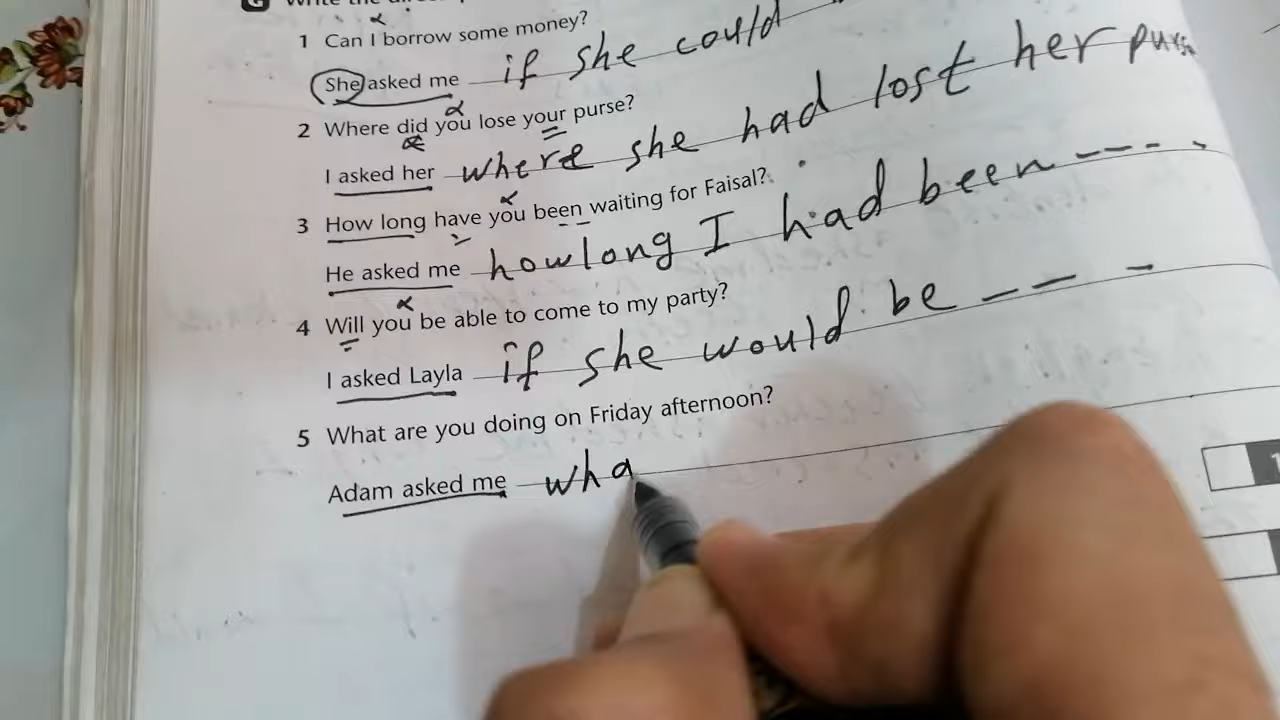 Write the
1 Can I borrow some money?
She asked me if she could
2 Where did you lose your purse?
I asked her where she had lost her purse
3 How long have you been waiting for Faisal?
He asked me howlong I had been ----
4 Will you be able to come to my party?
I asked Layla if she would be ---
5 What are you doing on Friday afternoon?
Adam asked me wha